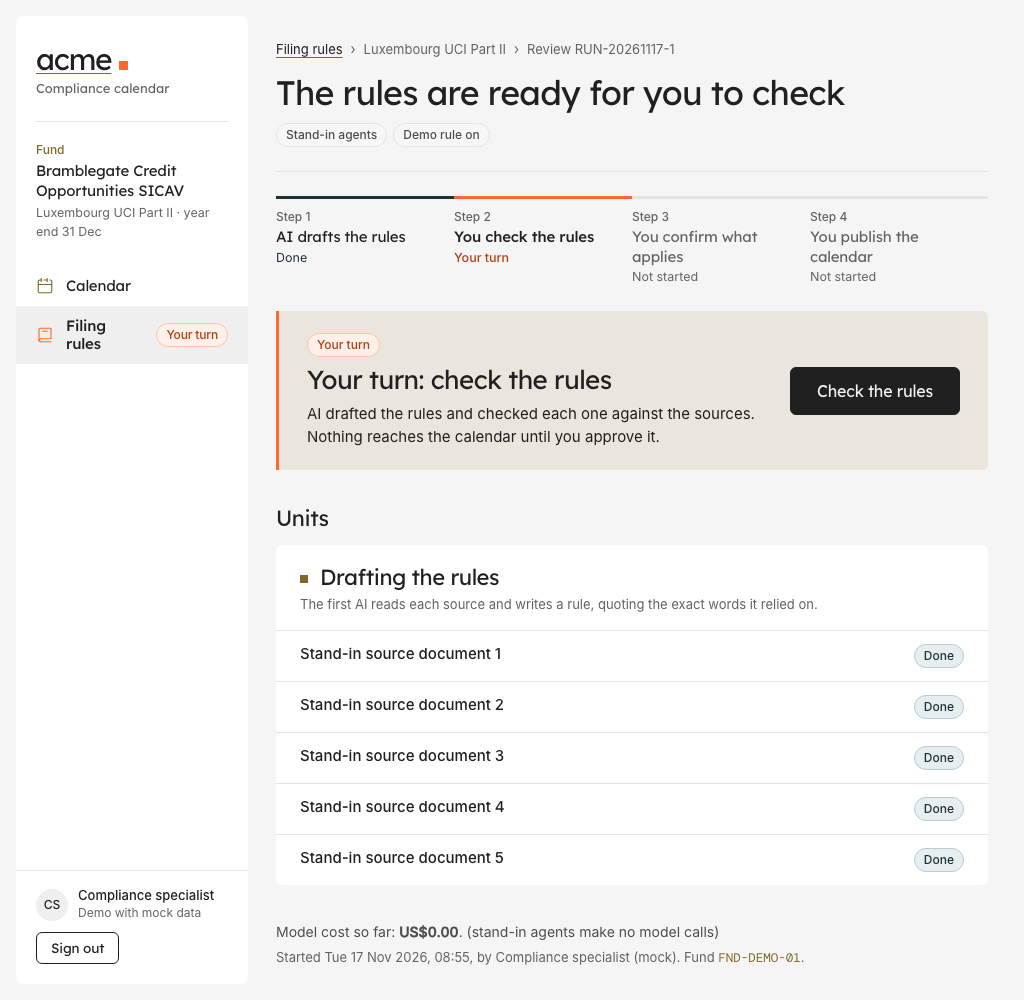 acme
Compliance calendar
Fund
Bramblegate Credit
Opportunities SICAV
Luxembourg UCI Part II · year
end 31 Dec
Calendar
Filing
rules
Your turn
CS
Compliance specialist
Demo with mock data
Sign out
Filing rules › Luxembourg UCI Part II › Review RUN-20261117-1
The rules are ready for you to check
Stand-in agents
Demo rule on
Step 1
AI drafts the rules
Done
Step 2
You check the rules
Your turn
Step 3
You confirm what
applies
Not started
Step 4
You publish the
calendar
Not started
Your turn
Your turn: check the rules
AI drafted the rules and checked each one against the sources.
Nothing reaches the calendar until you approve it.
Check the rules
Units
Drafting the rules
The first AI reads each source and writes a rule, quoting the exact words it relied on.
Stand-in source document 1 Done
Stand-in source document 2 Done
Stand-in source document 3 Done
Stand-in source document 4 Done
Stand-in source document 5 Done
Model cost so far: US$0.00. (stand-in agents make no model calls)
Started Tue 17 Nov 2026, 08:55, by Compliance specialist (mock). Fund FND-DEMO-01.